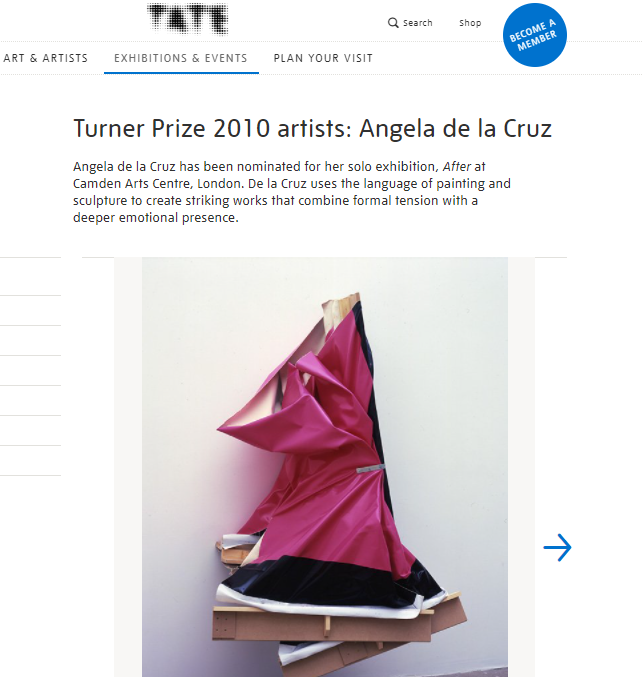 TATE
Search
Shop
BECOME A
MEMBER
ART & ARTISTS
EXHIBITIONS & EVENTS
PLAN YOUR VISIT
Turner Prize 2010 artists: Angela de la Cruz
Angela de la Cruz has been nominated for her solo exhibition, After at
Camden Arts Centre, London. De la Cruz uses the language of painting and
sculpture to create striking works that combine formal tension with a
deeper emotional presence.